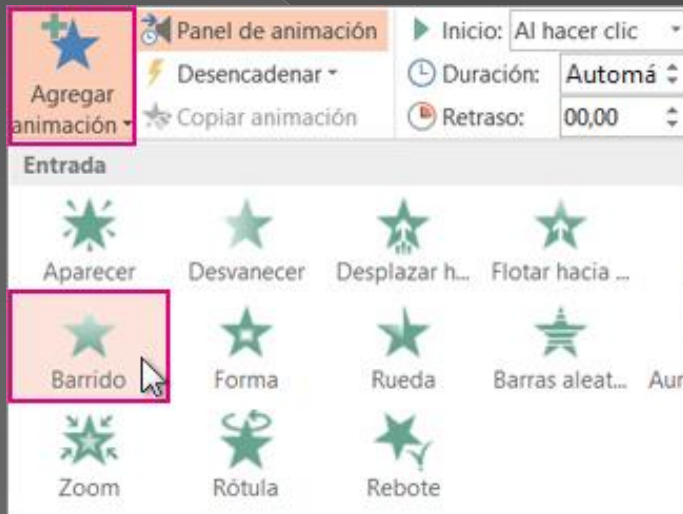 Agregar animación
Panel de animación
Desencadenar
Copiar animación
Inicio: Al hacer clic
Duración: Automá
Retraso: 00,00
Entrada
Aparecer Desvanecer Desplazar h... Flotar hacia ...
Barrido Forma Rueda Barras aleat... Aur
Zoom Rótula Rebote